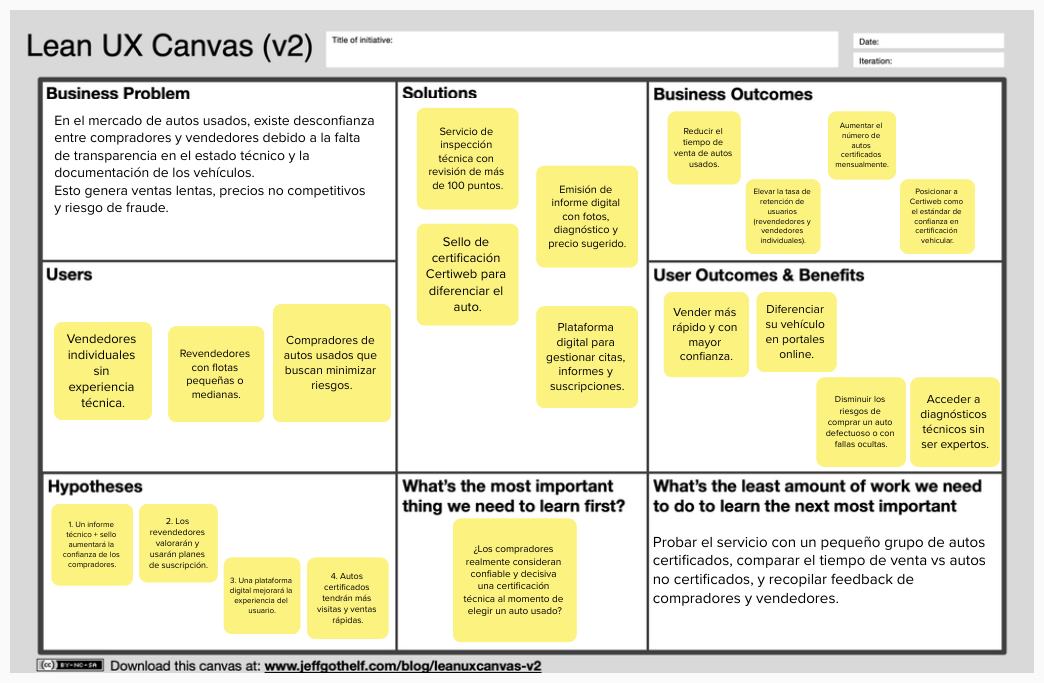 Lean UX Canvas (v2)
Title of initiative:
Date:
Iteration:
Business Problem
En el mercado de autos usados, existe desconfianza
entre compradores y vendedores debido a la falta
de transparencia en el estado técnico y la
documentación de los vehículos.
Esto genera ventas lentas, precios no competitivos
y riesgo de fraude.
Solutions
Servicio de
inspección
técnica con
revisión de más
de 100 puntos.
Emisión de
informe digital
con fotos,
diagnóstico y
precio sugerido.
Sello de
certificación
Certiweb para
diferenciar el
auto.
Plataforma
digital para
gestionar citas,
informes y
suscripciones.
Business Outcomes
Reducir el
tiempo de
venta de autos
usados.
Aumentar el
número de
autos
certificados
mensualmente.
Elevar la tasa de
retención de
usuarios
(revendedores y
vendedores
individuales).
Posicionar a
Certiweb como
el estándar de
confianza en
certificación
vehicular.
Users
Vendedores
individuales
sin
experiencia
técnica.
Revendedores
con flotas
pequeñas o
medianas.
Compradores de
autos usados que
buscan minimizar
riesgos.
User Outcomes & Benefits
Vender más
rápido y con
mayor
confianza.
Diferenciar
su vehículo
en portales
online.
Disminuir los
riesgos de
comprar un auto
defectuoso o con
fallas ocultas.
Acceder a
diagnósticos
técnicos sin
ser expertos.
Hypotheses
1. Un informe
técnico + sello
aumentará la
confianza de los
compradores.
2. Los
revendedores
valorarán y
usarán planes
de suscripción.
3. Una plataforma
digital mejorará la
experiencia del
usuario.
4. Autos
certificados
tendrán más
visitas y ventas
rápidas.
What's the most important
thing we need to learn first?
¿Los compradores
realmente consideran
confiable y decisiva
una certificación
técnica al momento de
elegir un auto usado?
What's the least amount of work we need
to do to learn the next most important
Probar el servicio con un pequeño grupo de autos
certificados, comparar el tiempo de venta vs autos
no certificados, y recopilar feedback de
compradores y vendedores.
cc BY-NC-SA
Download this canvas at: www.jeffgothelf.com/blog/leanuxcanvas-v2